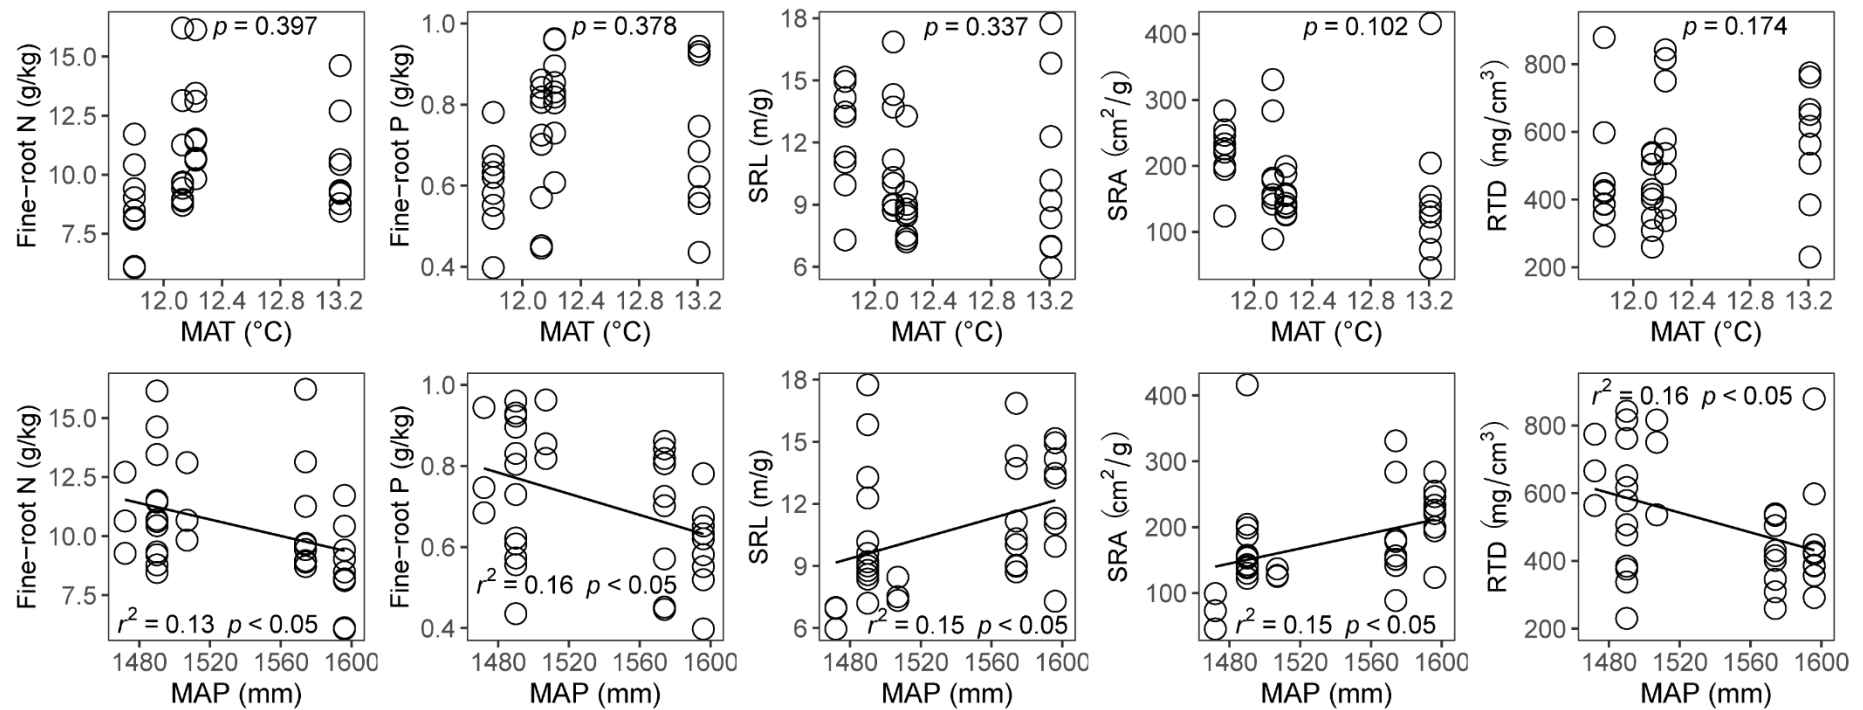 Fine−root N (g/kg)
15.0
12.5
10.0
7.5
p = 0.397
12.0 12.4 12.8 13.2
MAT (°C)
Fine−root P (g/kg)
1.0
0.8
0.6
0.4
p = 0.378
12.0 12.4 12.8 13.2
MAT (°C)
SRL (m/g)
18
15
12
9
6
p = 0.337
12.0 12.4 12.8 13.2
MAT (°C)
SRA (cm²/g)
400
300
200
100
p = 0.102
12.0 12.4 12.8 13.2
MAT (°C)
RTD (mg/cm³)
800
600
400
200
p = 0.174
12.0 12.4 12.8 13.2
MAT (°C)
Fine−root N (g/kg)
15.0
12.5
10.0
7.5
r² = 0.13 p < 0.05
1480 1520 1560 1600
MAP (mm)
Fine−root P (g/kg)
1.0
0.8
0.6
0.4
r² = 0.16 p < 0.05
1480 1520 1560 1600
MAP (mm)
SRL (m/g)
18
15
12
9
6
r² = 0.15 p < 0.05
1480 1520 1560 1600
MAP (mm)
SRA (cm²/g)
400
300
200
100
r² = 0.15 p < 0.05
1480 1520 1560 1600
MAP (mm)
RTD (mg/cm³)
800
600
400
200
r² = 0.16 p < 0.05
1480 1520 1560 1600
MAP (mm)